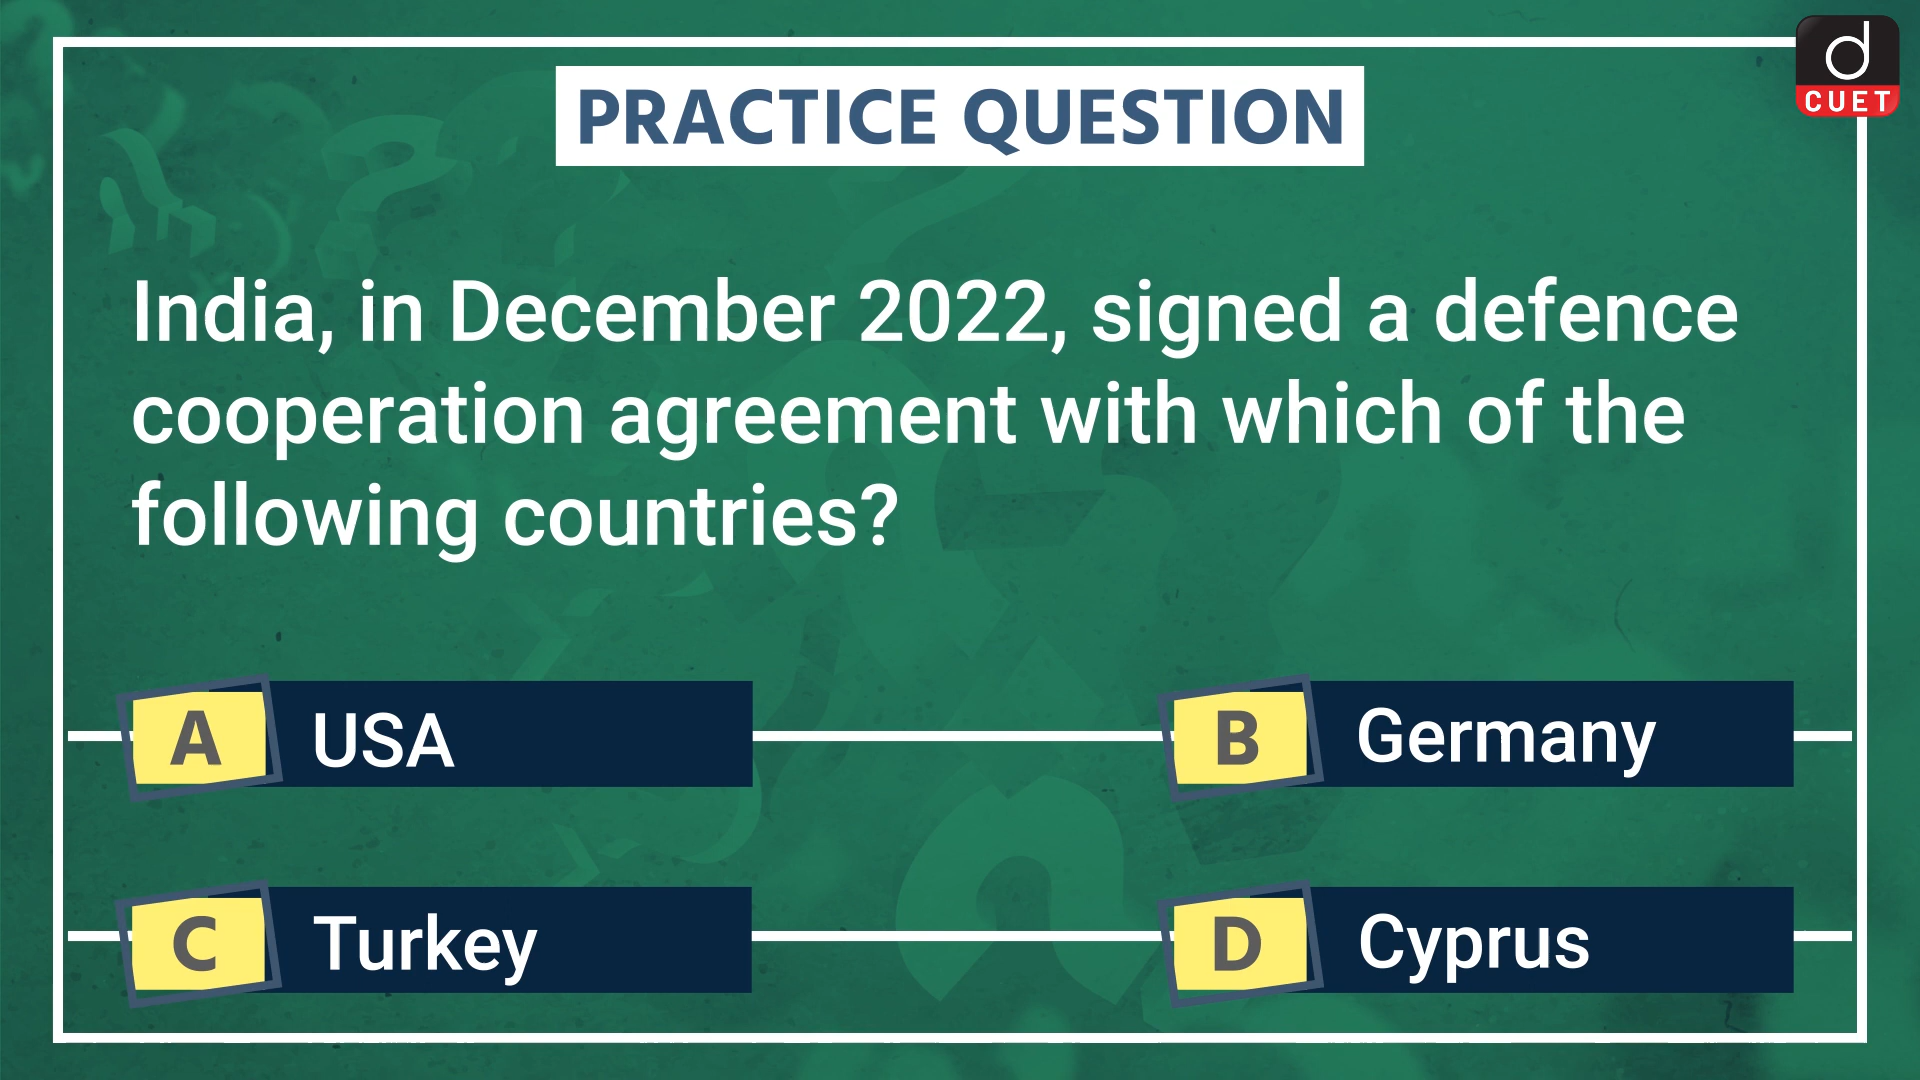 d
CUET
PRACTICE QUESTION
India, in December 2022, signed a defence
cooperation agreement with which of the
following countries?
A USA
B Germany
C Turkey
D Cyprus